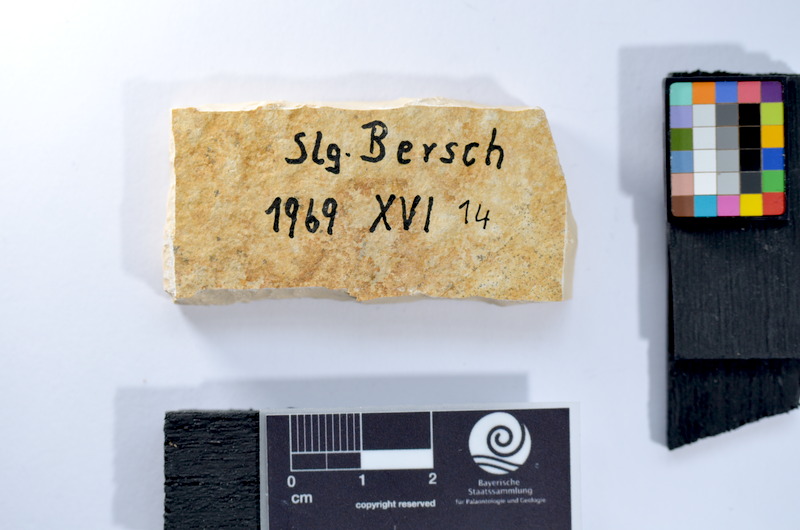 Slg. Bersch
1969 XVI 14
0 1 2
cm
copyright reserved
Bayerische
Staatssammlung
für Paläontologie und Geologie